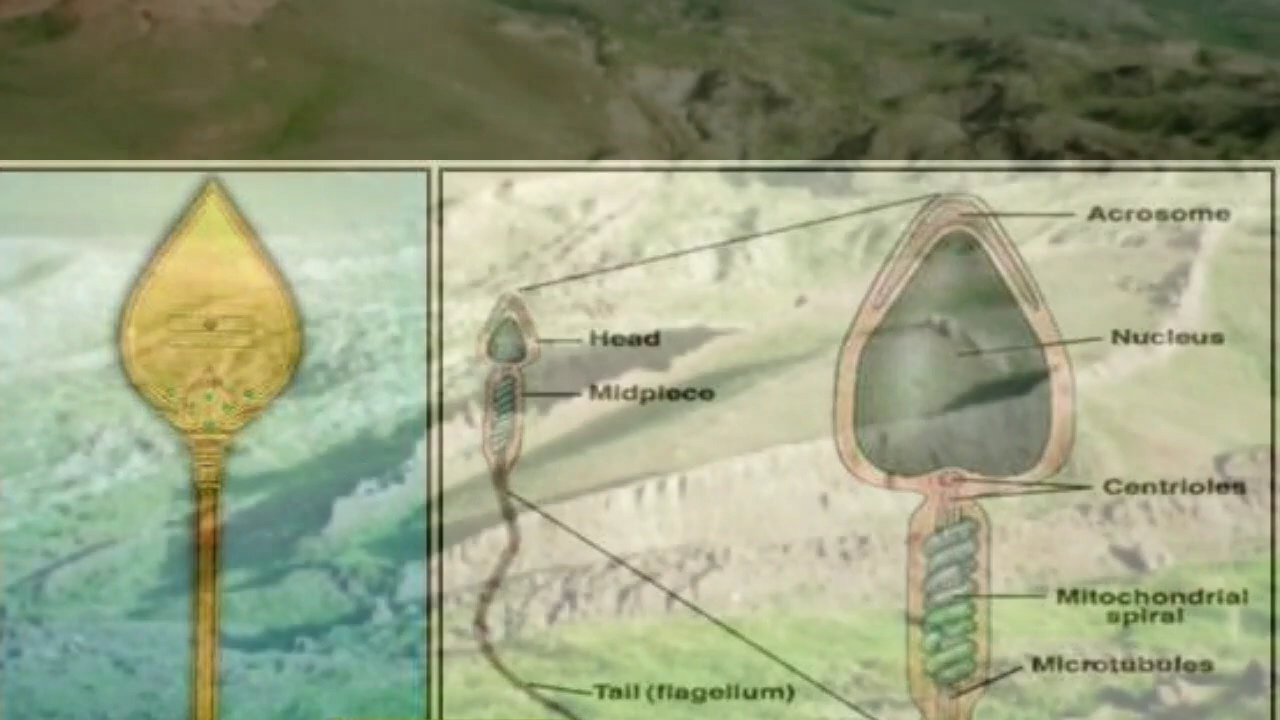 Acrosome
Head
Nucleus
Midpiece
Centrioles
Mitochondrial
spiral
Microtubules
Tail (flagellum)